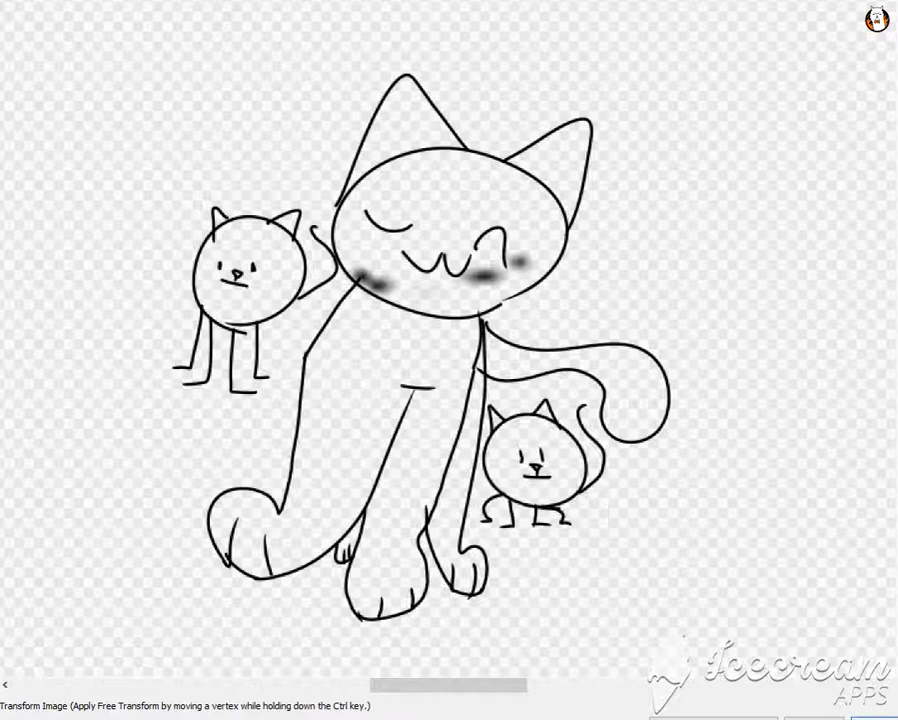 Icecream
APPS
Transform Image (Apply Free Transform by moving a vertex while holding down the Ctrl key.)